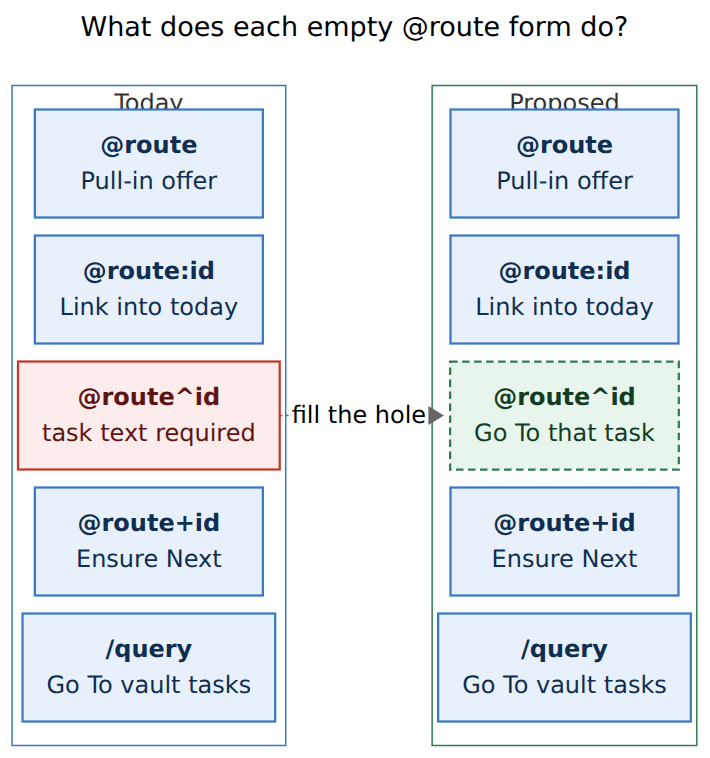 What does each empty @route form do?
Today
@route
Pull-in offer
@route:id
Link into today
@route^id
task text required
@route+id
Ensure Next
/query
Go To vault tasks
fill the hole
Proposed
@route
Pull-in offer
@route:id
Link into today
@route^id
Go To that task
@route+id
Ensure Next
/query
Go To vault tasks